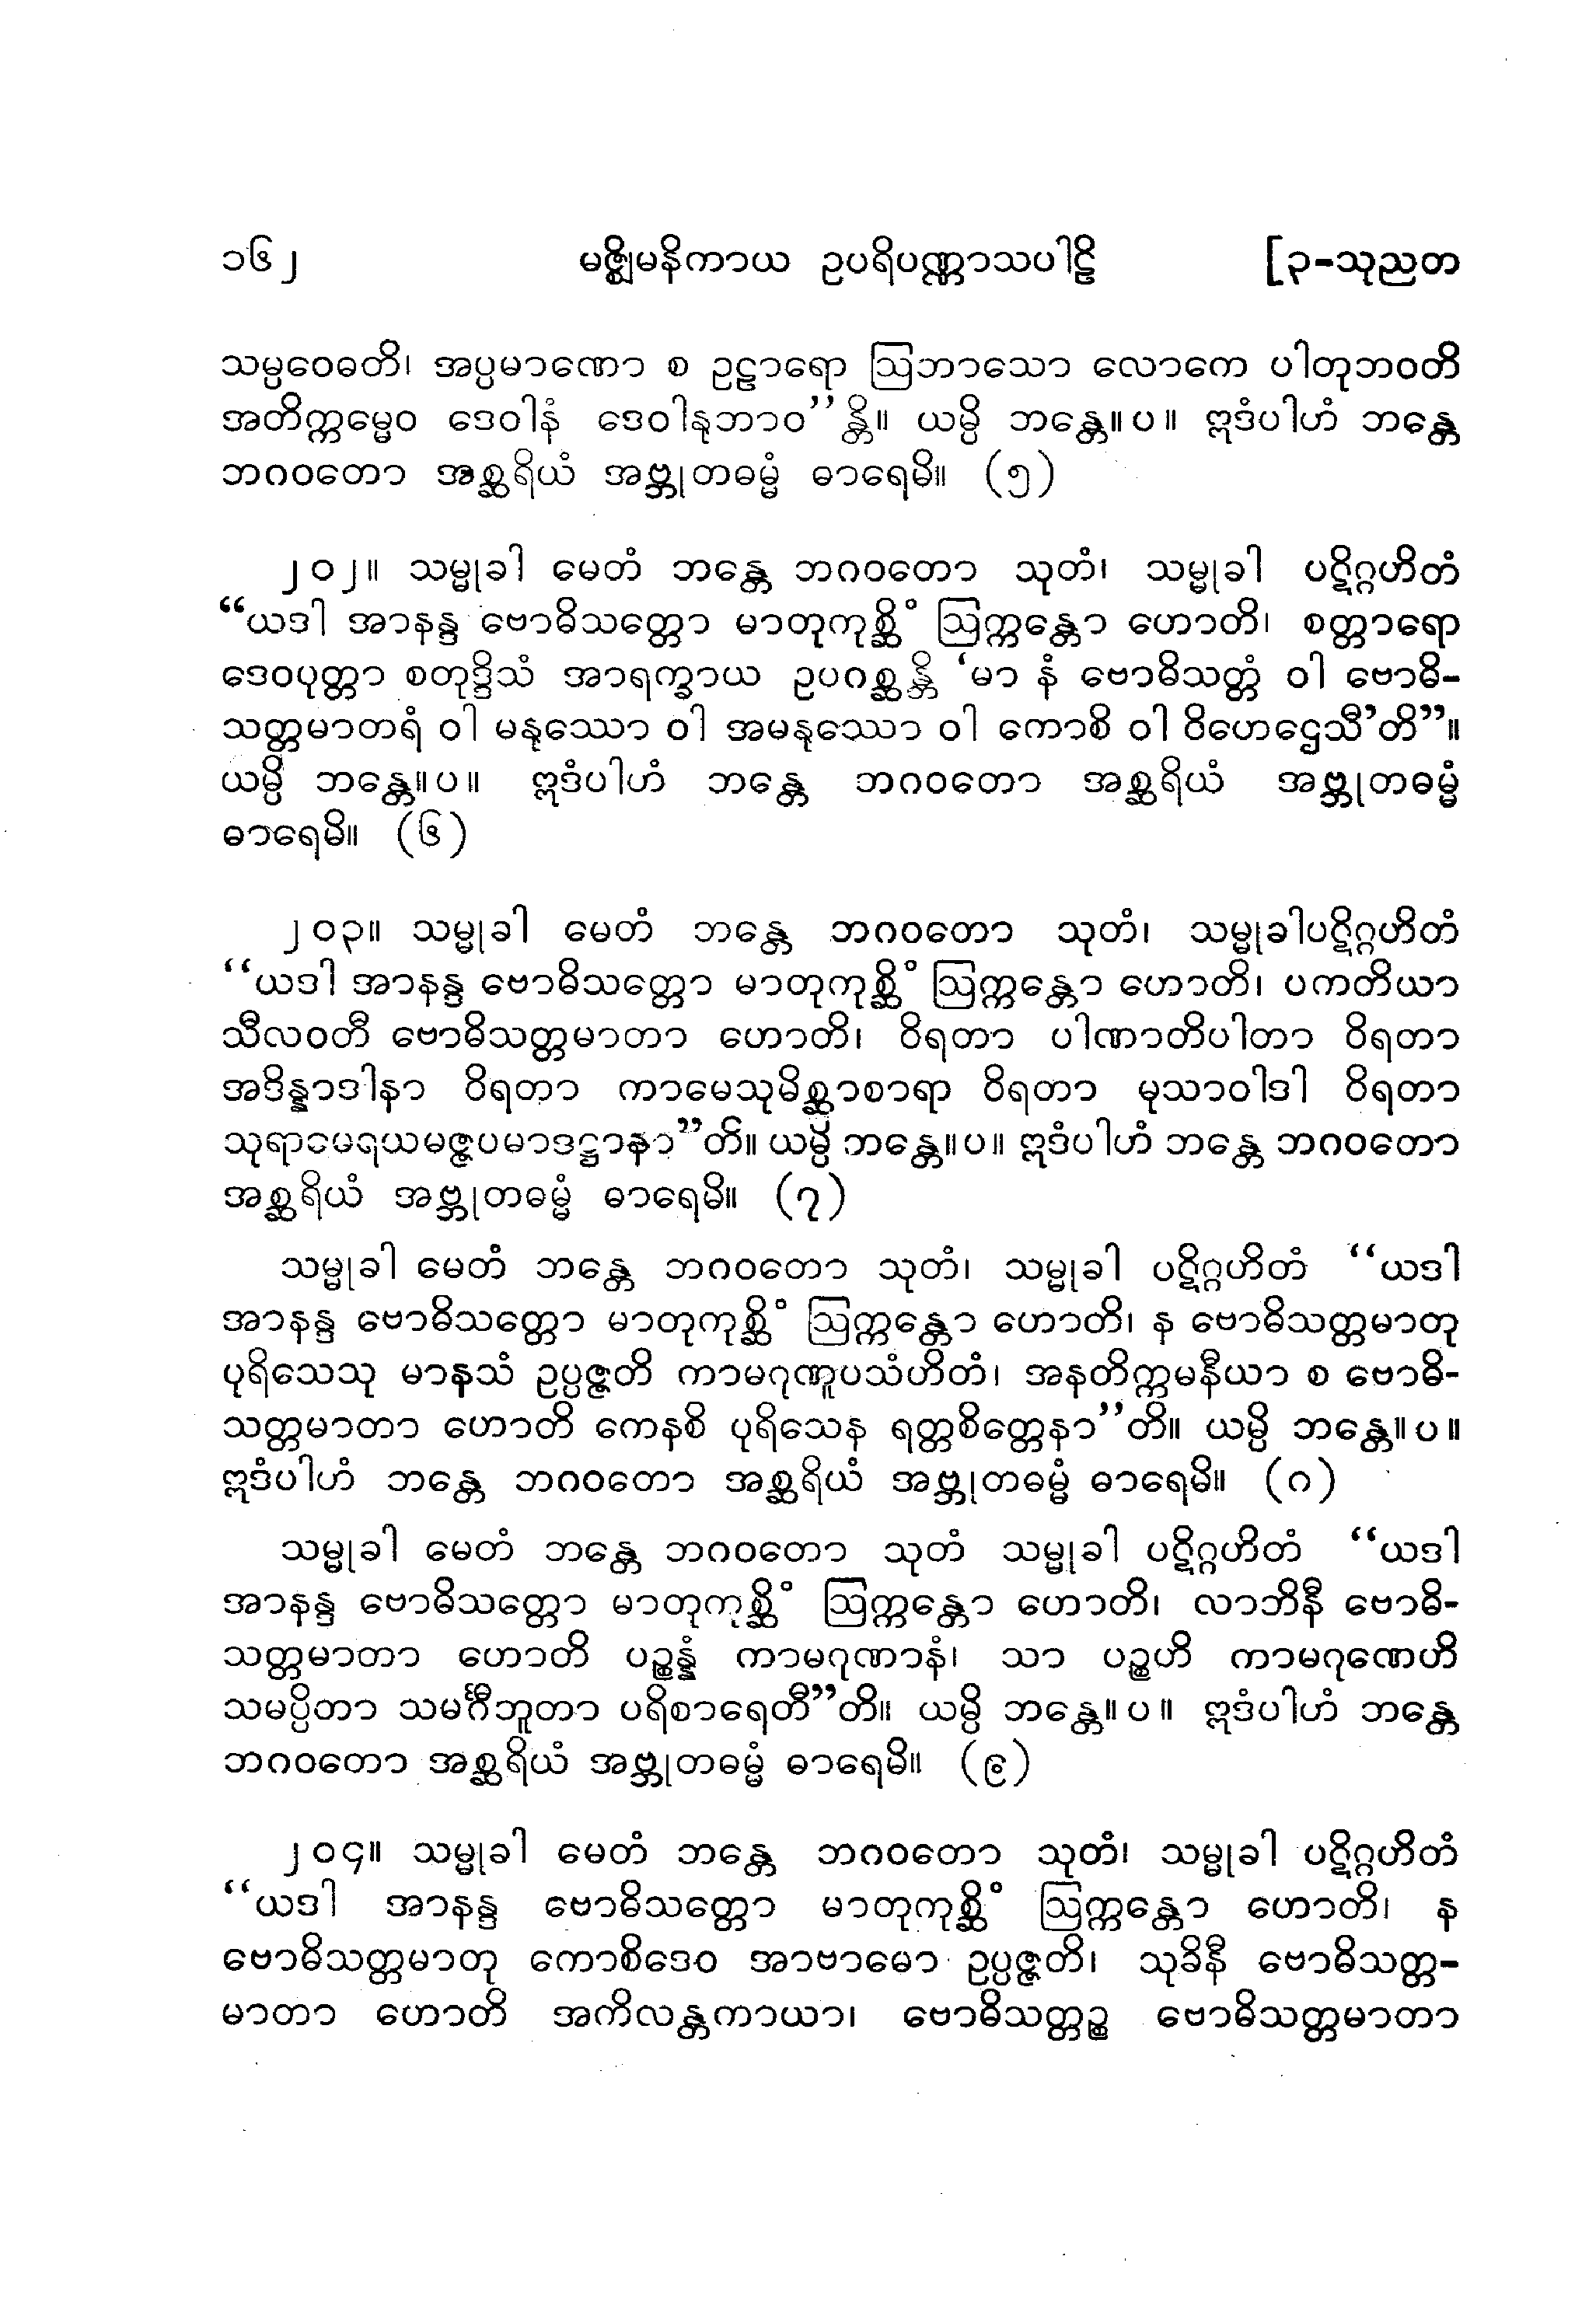 ၁၆၂ မဇ္ဈိမနိကာယ ဥပရိပဏ္ဏာသပါဠိ [၃-သုညတ
သမ္ပဝေဓတိ၊ အပ္ပမာဏော စ ဥဠာရော ဩဘာသော လောကေ ပါတုဘဝတိ
အတိက္ကမ္မေဝ ဒေဝါနံ ဒေဝါနုဘာဝ”န္တိ။ ယမ္ပိ ဘန္တေ။ပ။ ဣဒံပါဟံ ဘန္တေ
ဘဂဝတော အစ္ဆရိယံ အဗ္ဘုတဓမ္မံ ဓာရေမိ။ (၅)
၂၀၂။ သမ္မုခါ မေတံ ဘန္တေ ဘဂဝတော သုတံ၊ သမ္မုခါ ပဋိဂ္ဂဟိတံ
“ယဒါ အာနန္ဒ ဗောဓိသတ္တော မာတုကုစ္ဆိံ ဩက္ကန္တော ဟောတိ၊ စတ္တာရော
ဒေဝပုတ္တာ စတုဒ္ဒိသံ အာရက္ခာယ ဥပဂစ္ဆန္တိ ‘မာ နံ ဗောဓိသတ္တံ ဝါ ဗောဓိ-
သတ္တမာတရံ ဝါ မနုဿော ဝါ အမနုဿော ဝါ ကောစိ ဝါ ဝိဟေဌေသီ’တိ”။
ယမ္ပိ ဘန္တေ။ပ။ ဣဒံပါဟံ ဘန္တေ ဘဂဝတော အစ္ဆရိယံ အဗ္ဘုတဓမ္မံ
ဓာရေမိ။ (၆)
၂၀၃။ သမ္မုခါ မေတံ ဘန္တေ ဘဂဝတော သုတံ၊ သမ္မုခါပဋိဂ္ဂဟိတံ
“ယဒါ အာနန္ဒ ဗောဓိသတ္တော မာတုကုစ္ဆိံ ဩက္ကန္တော ဟောတိ၊ ပကတိယာ
သီလဝတီ ဗောဓိသတ္တမာတာ ဟောတိ၊ ဝိရတာ ပါဏာတိပါတာ ဝိရတာ
အဒိန္နာဒါနာ ဝိရတာ ကာမေသုမိစ္ဆာစာရာ ဝိရတာ မုသာဝါဒါ ဝိရတာ
သုရာမေရယမဇ္ဇပမာဒဋ္ဌာနာ”တိ။ ယမ္ပိ ဘန္တေ။ပ။ ဣဒံပါဟံ ဘန္တေ ဘဂဝတော
အစ္ဆရိယံ အဗ္ဘုတဓမ္မံ ဓာရေမိ။ (၇)
သမ္မုခါ မေတံ ဘန္တေ ဘဂဝတော သုတံ၊ သမ္မုခါ ပဋိဂ္ဂဟိတံ “ယဒါ
အာနန္ဒ ဗောဓိသတ္တော မာတုကုစ္ဆိံ ဩက္ကန္တော ဟောတိ၊ န ဗောဓိသတ္တမာတု
ပုရိသေသု မာနသံ ဥပ္ပဇ္ဇတိ ကာမဂုဏူပသံဟိတံ၊ အနတိက္ကမနီယာ စ ဗောဓိ-
သတ္တမာတာ ဟောတိ ကေနစိ ပုရိသေန ရတ္တစိတ္တေနာ”တိ။ ယမ္ပိ ဘန္တေ။ပ။
ဣဒံပါဟံ ဘန္တေ ဘဂဝတော အစ္ဆရိယံ အဗ္ဘုတဓမ္မံ ဓာရေမိ။ (၈)
သမ္မုခါ မေတံ ဘန္တေ ဘဂဝတော သုတံ သမ္မုခါ ပဋိဂ္ဂဟိတံ “ယဒါ
အာနန္ဒ ဗောဓိသတ္တော မာတုကုစ္ဆိံ ဩက္ကန္တော ဟောတိ၊ လာဘိနီ ဗောဓိ-
သတ္တမာတာ ဟောတိ ပဉ္စန္နံ ကာမဂုဏာနံ၊ သာ ပဉ္စဟိ ကာမဂုဏေဟိ
သမပ္ပိတာ သမင်္ဂီဘူတာ ပရိစာရေတီ”တိ။ ယမ္ပိ ဘန္တေ။ပ။ ဣဒံပါဟံ ဘန္တေ
ဘဂဝတော အစ္ဆရိယံ အဗ္ဘုတဓမ္မံ ဓာရေမိ။ (၉)
၂၀၄။ သမ္မုခါ မေတံ ဘန္တေ ဘဂဝတော သုတံ၊ သမ္မုခါ ပဋိဂ္ဂဟိတံ
“ယဒါ အာနန္ဒ ဗောဓိသတ္တော မာတုကုစ္ဆိံ ဩက္ကန္တော ဟောတိ၊ န
ဗောဓိသတ္တမာတု ကောစိဒေဝ အာဗာဓော ဥပ္ပဇ္ဇတိ၊ သုခိနီ ဗောဓိသတ္တ-
မာတာ ဟောတိ အကိလန္တကာယာ၊ ဗောဓိသတ္တဉ္စ ဗောဓိသတ္တမာတာ